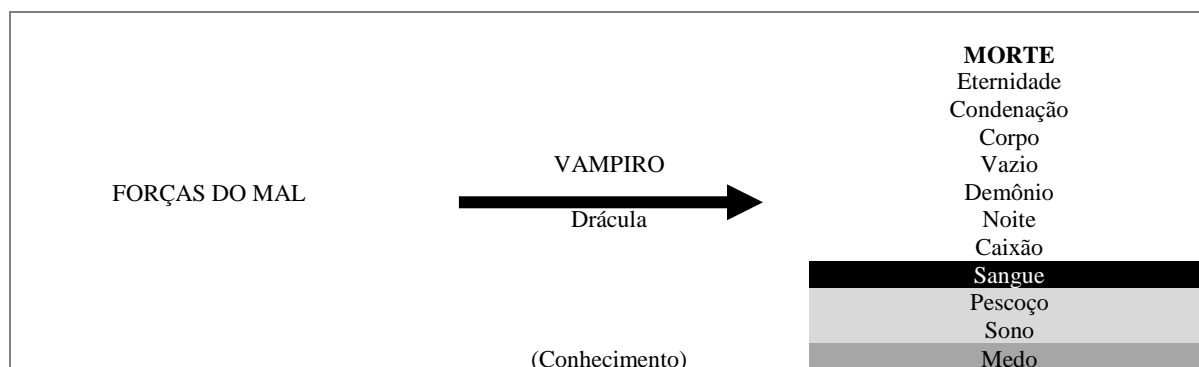 MORTE
Eternidade
Condenação
Corpo
VAMPIRO
Vazio
FORÇAS DO MAL
Demônio
Drácula
Noite
Caixão
Sangue
Pescoço
Sono
(Conhecimento)
Medo